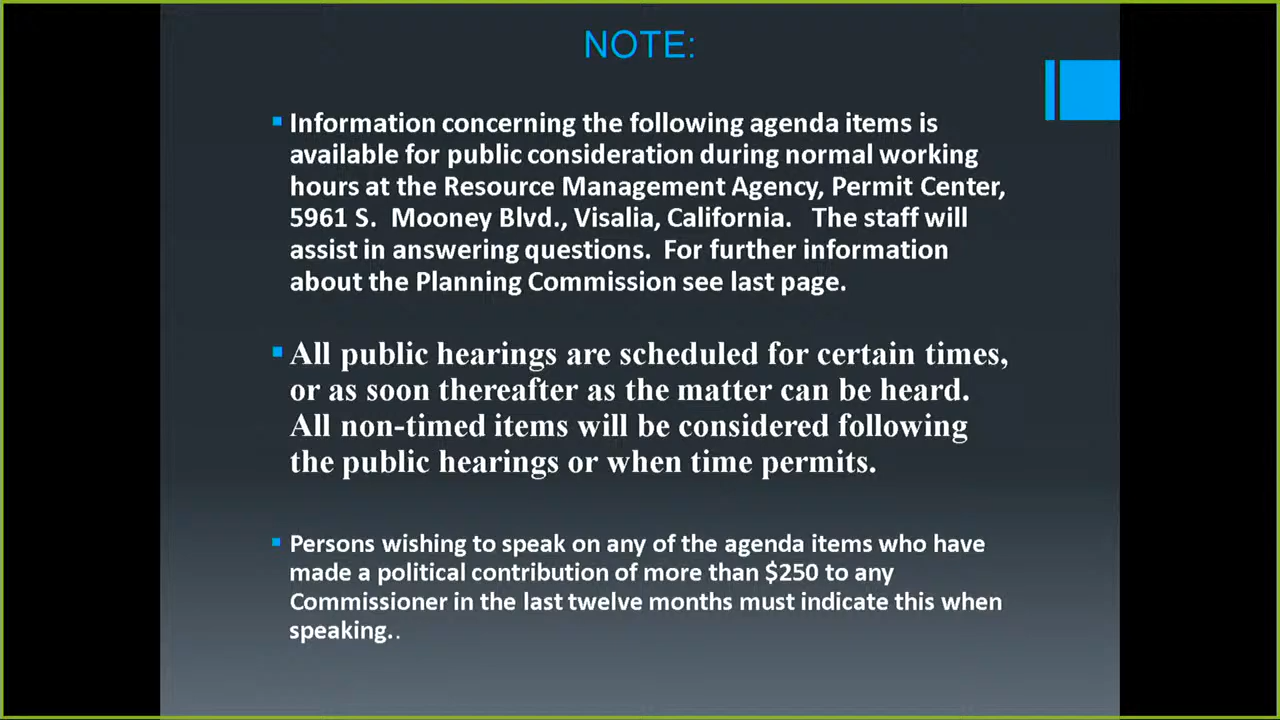 NOTE:
Information concerning the following agenda items is
available for public consideration during normal working
hours at the Resource Management Agency, Permit Center,
5961 S.  Mooney Blvd., Visalia, California.   The staff will
assist in answering questions.  For further information
about the Planning Commission see last page.
All public hearings are scheduled for certain times,
or as soon thereafter as the matter can be heard.
All non-timed items will be considered following
the public hearings or when time permits.
Persons wishing to speak on any of the agenda items who have
made a political contribution of more than $250 to any
Commissioner in the last twelve months must indicate this when
speaking..